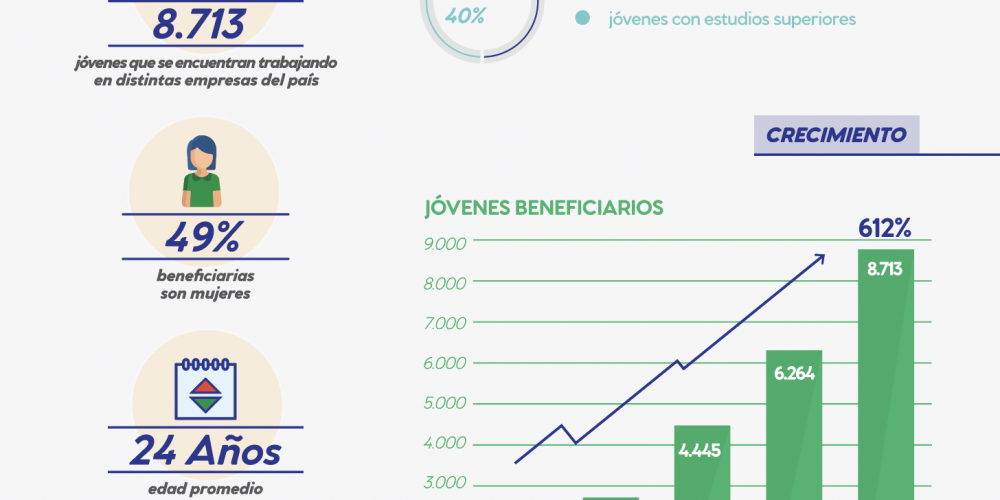 8.713
jóvenes que se encuentran trabajando
en distintas empresas del país
49%
beneficiarias
son mujeres
24 Años
edad promedio
40%
jóvenes con estudios superiores
CRECIMIENTO
JÓVENES BENEFICIARIOS
612%
9.000
8.000
7.000
6.000
5.000
4.000
3.000
4.445
6.264
8.713